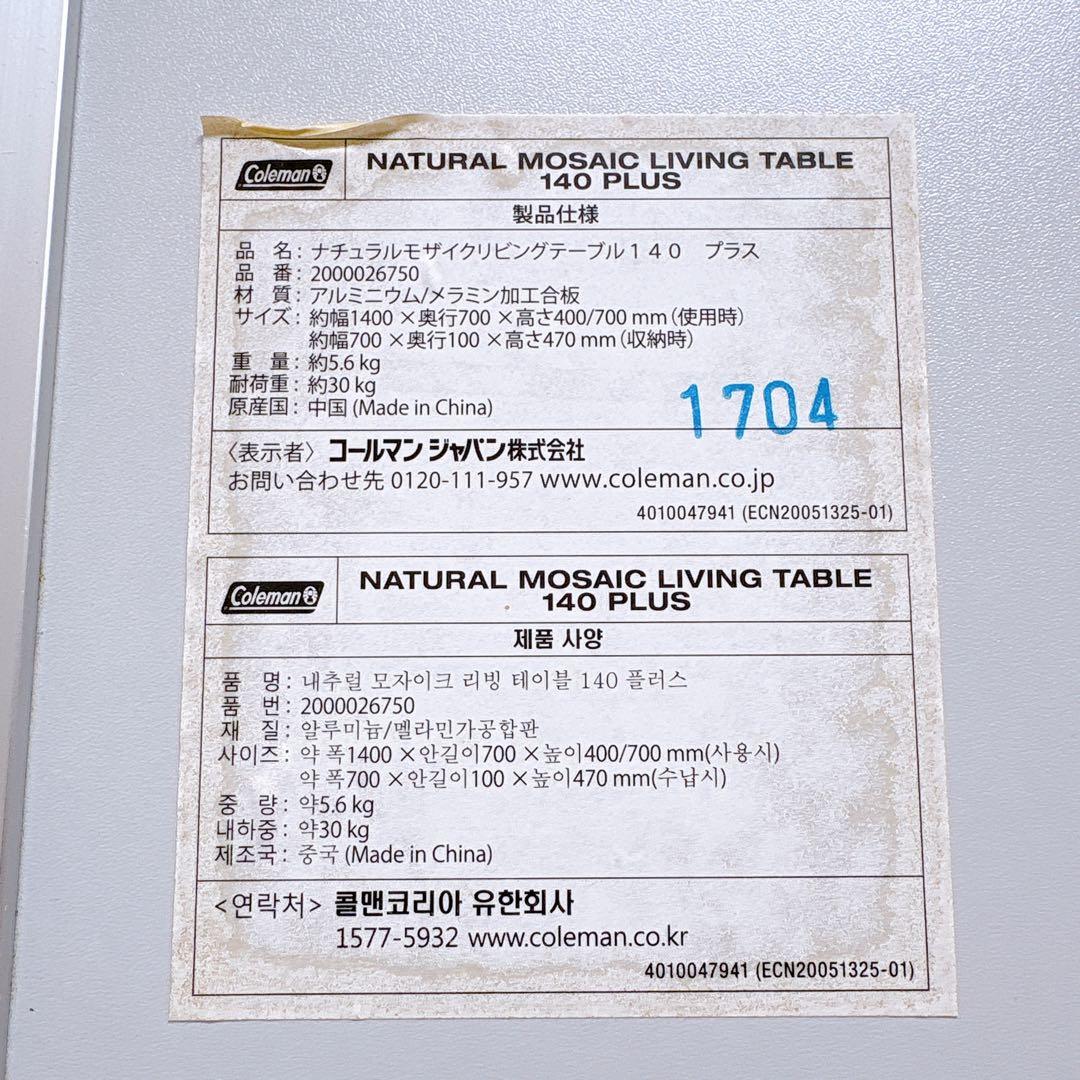 Coleman
NATURAL MOSAIC LIVING TABLE
140 PLUS
製品仕様
品 名: ナチュラルモザイクリビングテーブル140 プラス
品 番: 2000026750
材 質: アルミニウム/メラミン加工合板
サイズ: 約幅1400×奥行700×高さ400/700 mm(使用時)
約幅700×奥行100×高さ470 mm(収納時)
重 量: 約5.6 kg
耐荷重: 約30 kg
原産国: 中国 (Made in China)
1704
〈表示者〉 コールマン ジャパン株式会社
お問い合わせ先 0120-111-957 www.coleman.co.jp
4010047941 (ECN20051325-01)
Coleman
NATURAL MOSAIC LIVING TABLE
140 PLUS
제품 사양
품 명: 내추럴 모자이크 리빙 테이블 140 플러스
품 번: 2000026750
재 질: 알루미늄/멜라민가공합판
사이즈: 약 폭1400×안길이700×높이400/700 mm(사용시)
약 폭700×안길이100×높이470 mm(수납시)
중 량: 약5.6 kg
내하중: 약30 kg
제조국: 중국 (Made in China)
<연락처> 콜맨코리아 유한회사
1577-5932 www.coleman.co.kr
4010047941 (ECN20051325-01)